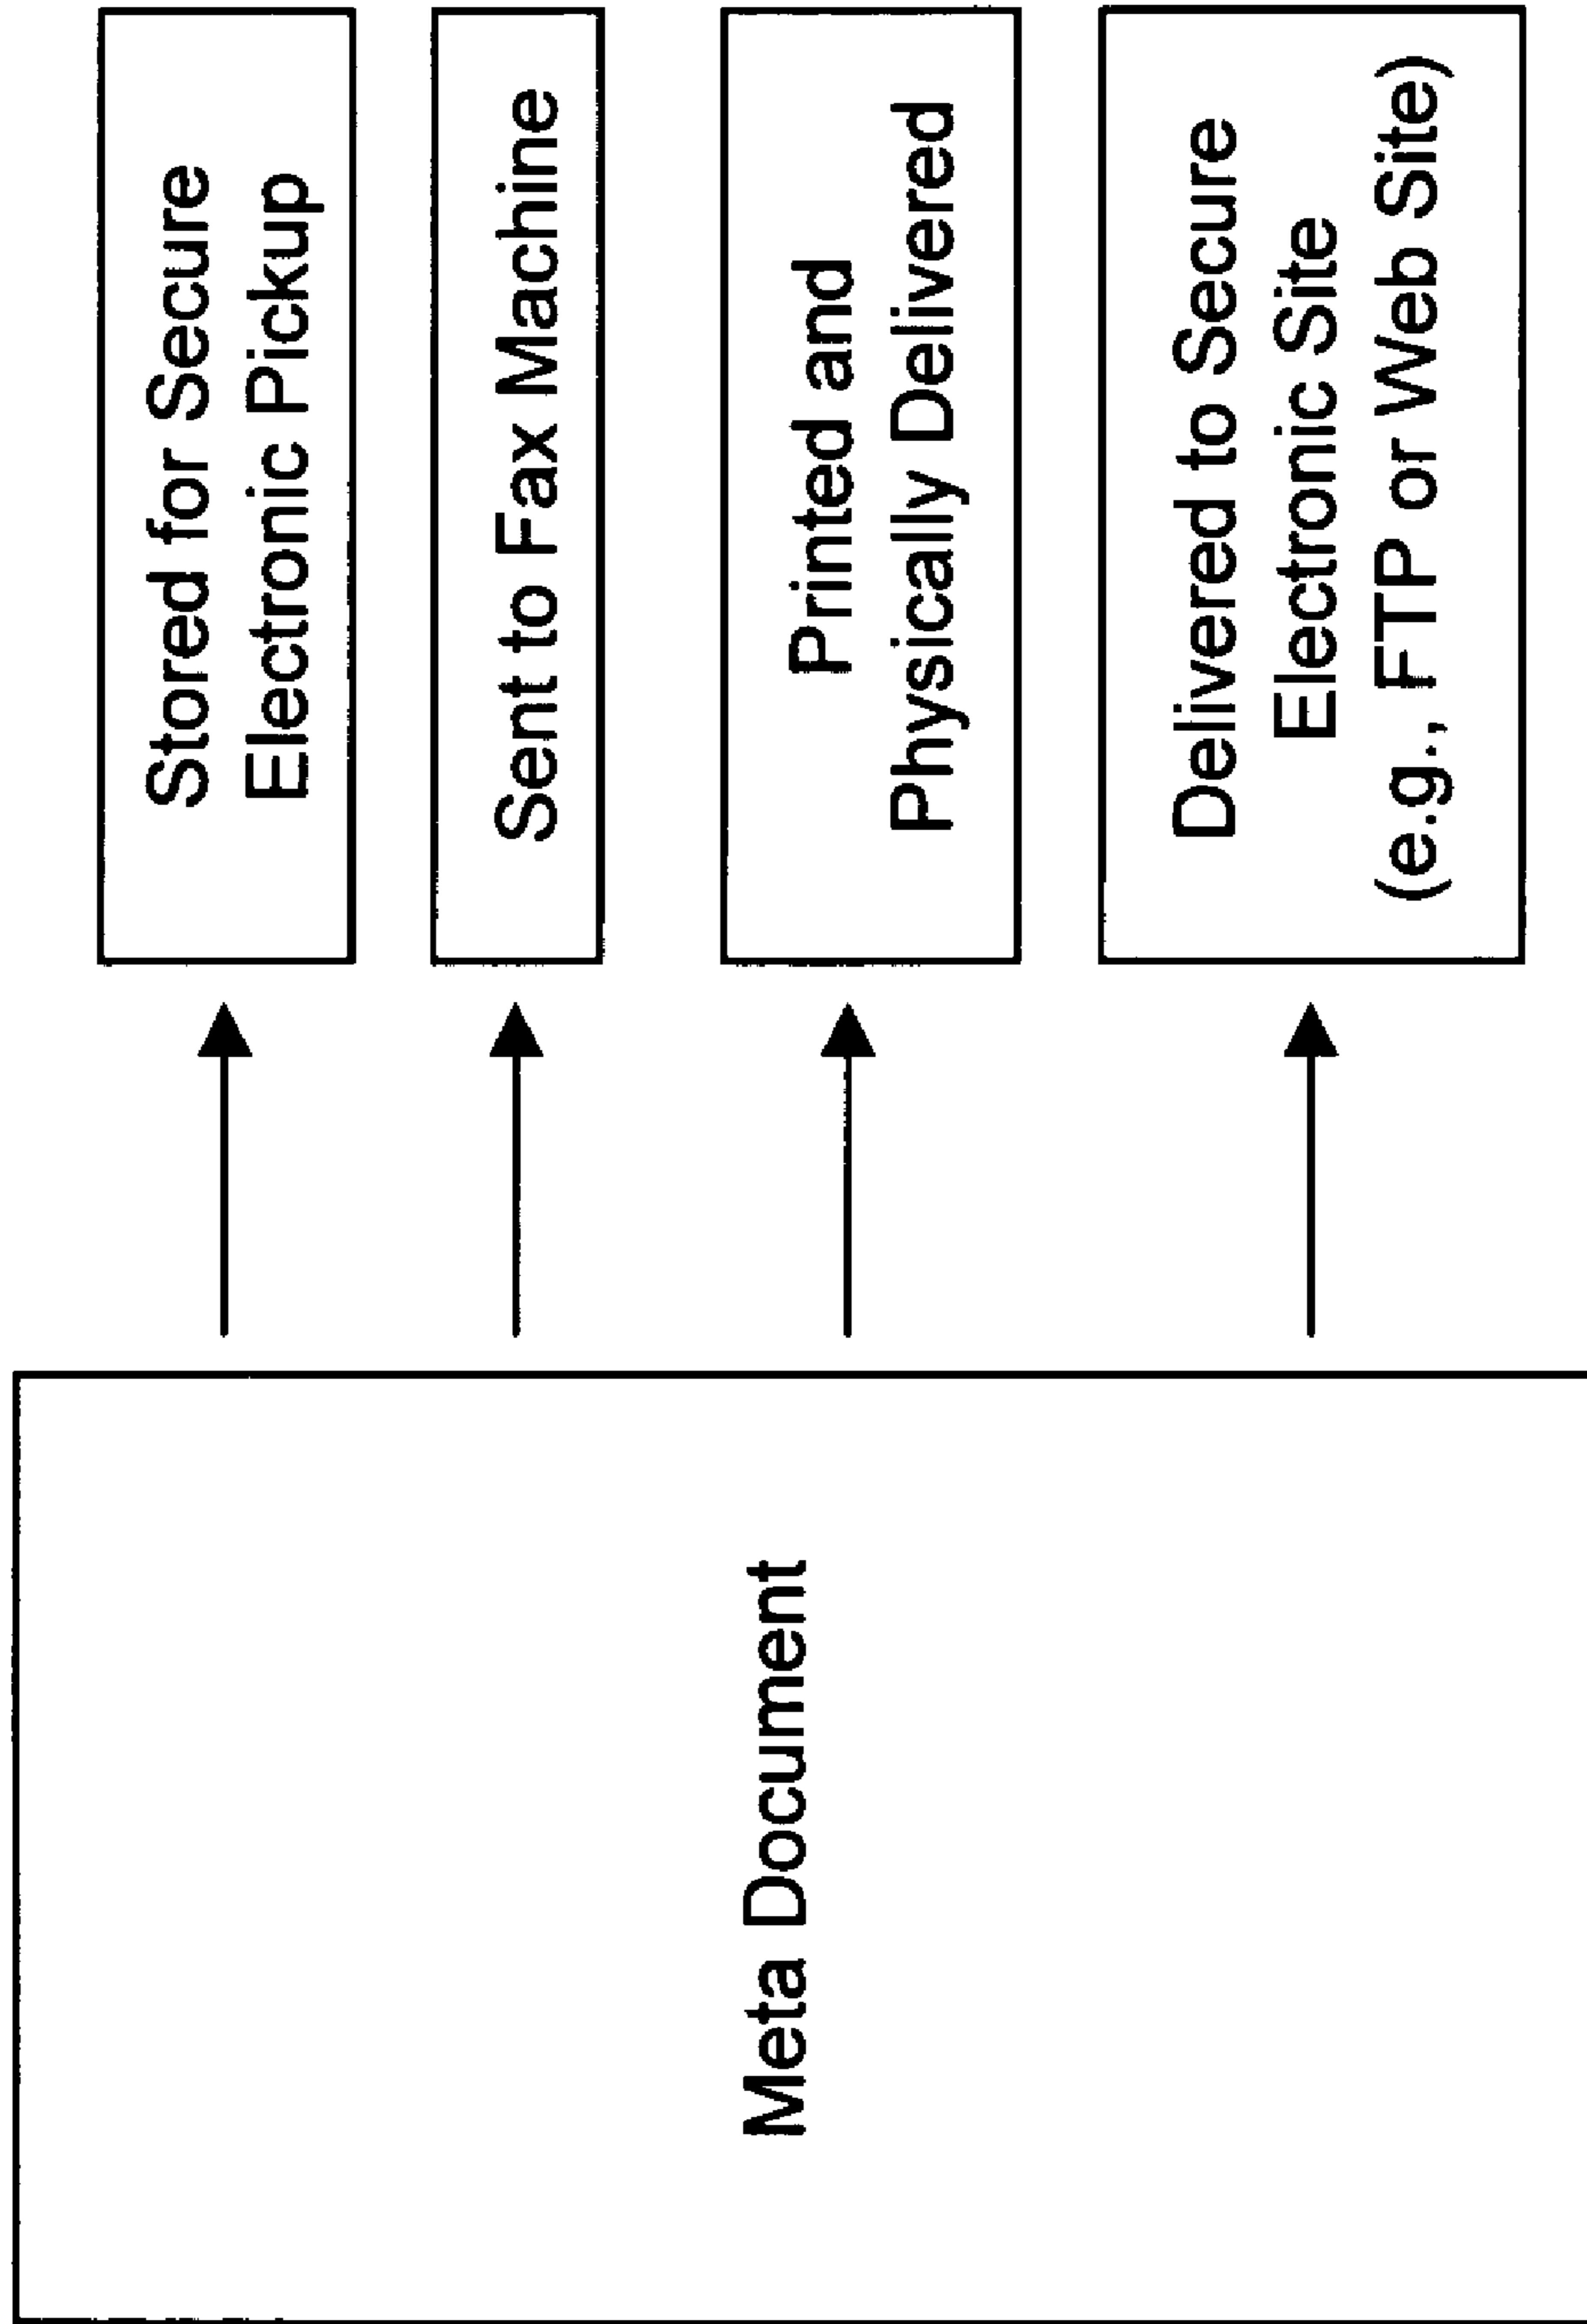 Meta Document
Stored for Secure
Electronic Pickup
Sent to Fax Machine
Printed and
Physically Delivered
Delivered to Secure
Electronic Site
(e.g., FTP or Web Site)